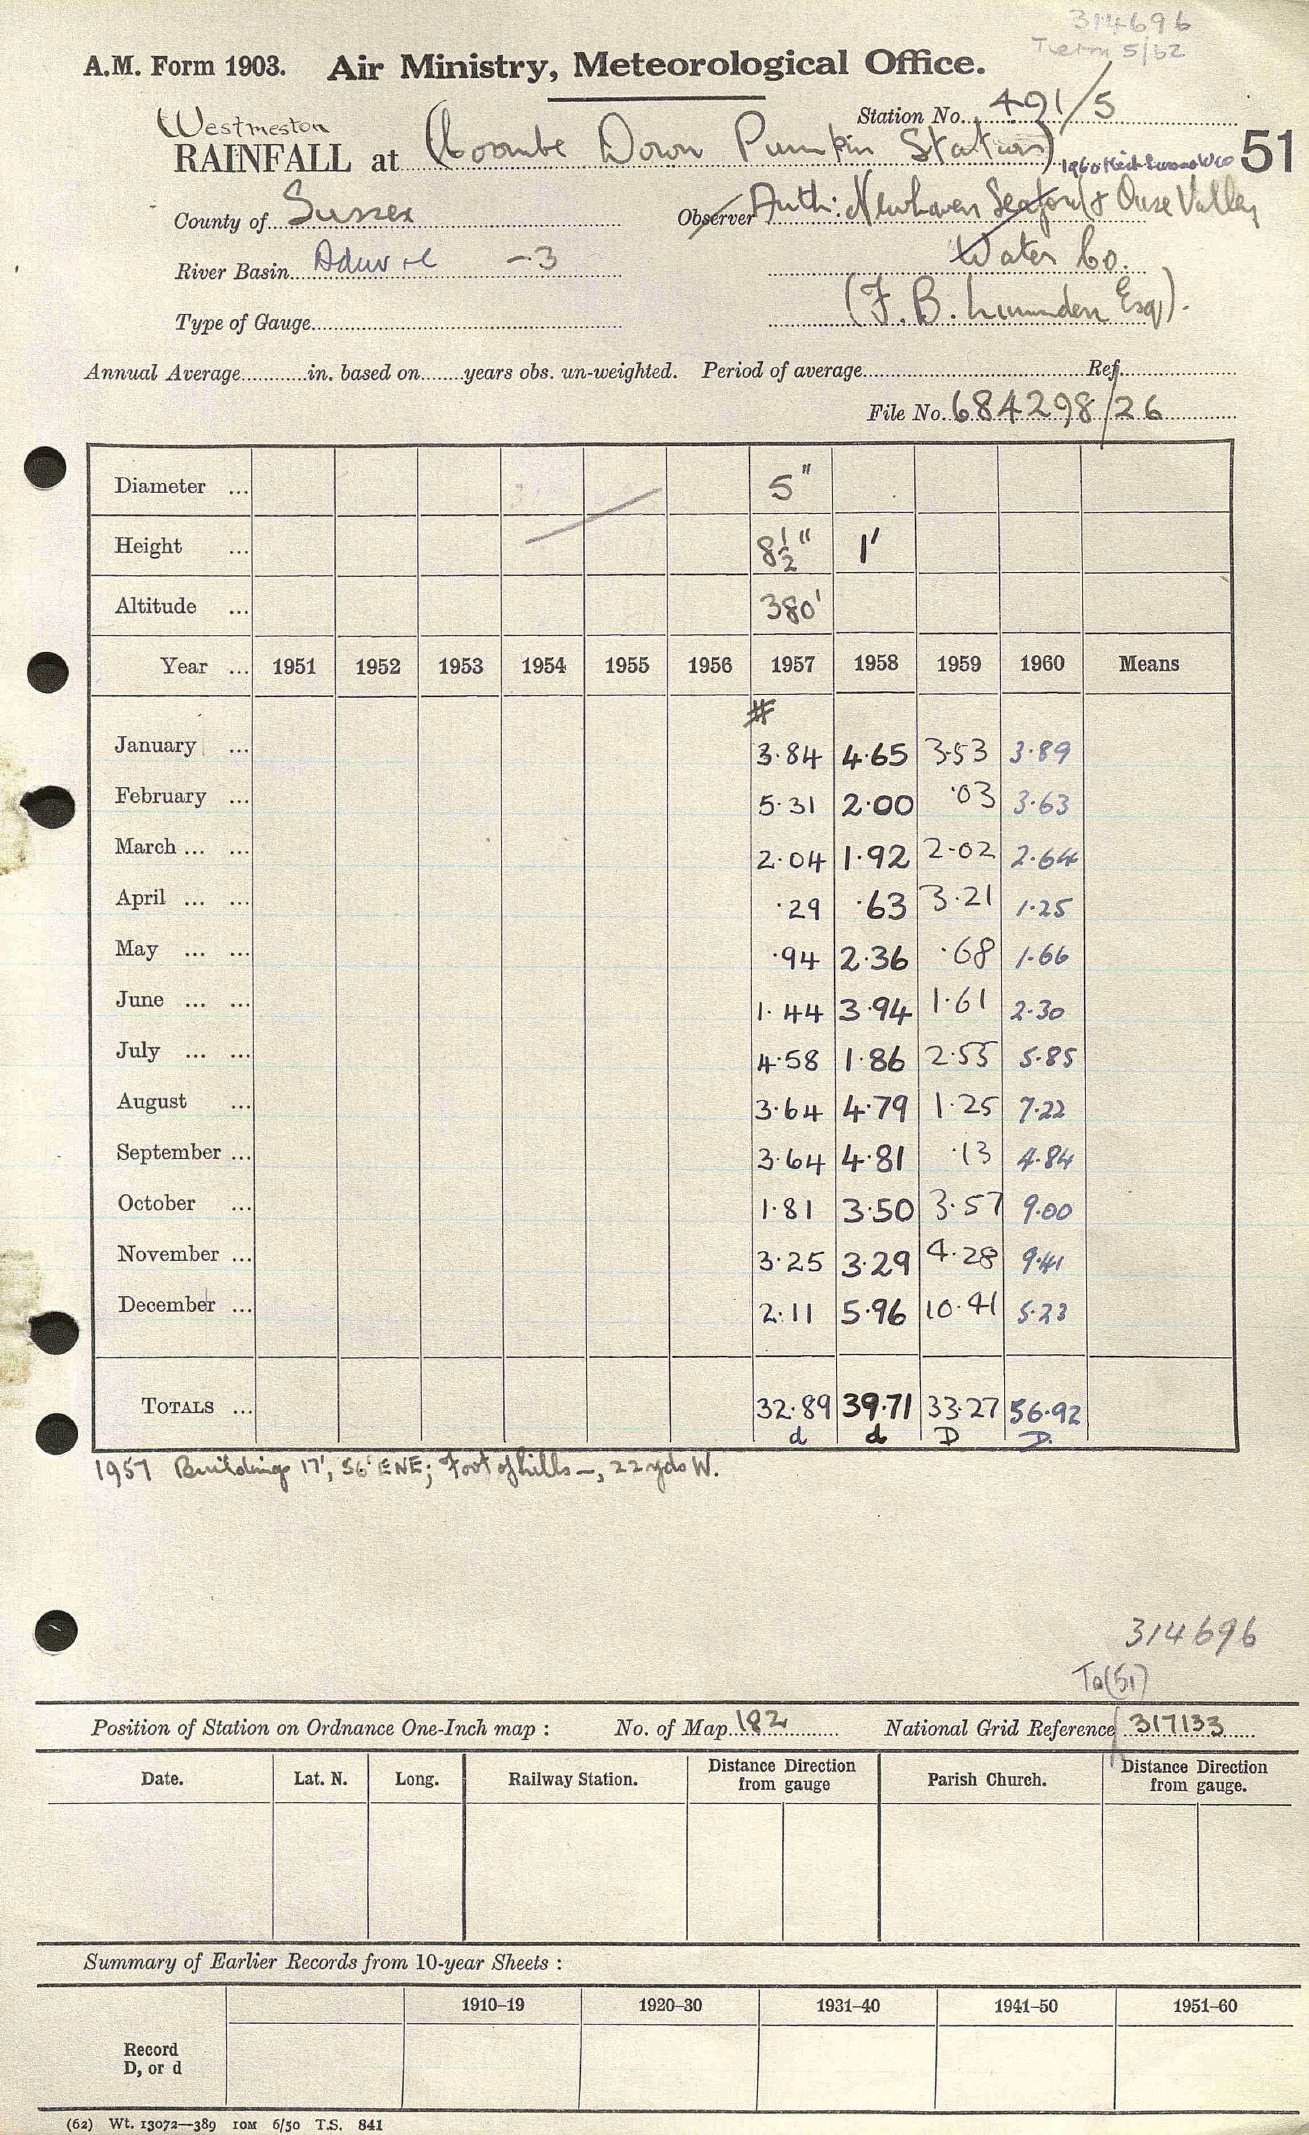 314696
Term 5/62
A.M. Form 1903. Air Ministry, Meteorological Office.
Station No. 491/5
Westmeston
RAINFALL at (Coombe Down Pumpin Station) 51
County of Sussex Observer Auth: Newhaven Seaford & Ouse Valley
Water Co.
River Basin —3
(F. B. Lumsden Esq).
Type of Gauge
Annual Average in. based on years obs. un-weighted. Period of average Ref.
File No. 684298/26
Diameter ... 5"
Height ... 8½" 1'
Altitude ... 380'
Year ... 1951 1952 1953 1954 1955 1956 1957 1958 1959 1960 Means
#
January ... 3.84 4.65 3.53 3.89
February ... 5.31 2.00 .03 3.63
March ... ... 2.04 1.92 2.02 2.64
April ... ... .29 .63 3.21 1.25
May ... ... .94 2.36 .68 1.66
June ... ... 1.44 3.94 1.61 2.30
July ... ... 4.58 1.86 2.55 5.85
August ... 3.64 4.79 1.25 7.22
September ... 3.64 4.81 .13 4.84
October ... 1.81 3.50 3.57 9.00
November ... 3.25 3.29 4.28 9.41
December ... 2.11 5.96 10.41 5.23
TOTALS ... 32.89 39.71 33.27 56.92
d d D D
1957 Buildings 17', 56' ENE; Foot of hills —, 22 yds W.
314696
To (51)
Position of Station on Ordnance One-Inch map : No. of Map 182 National Grid Reference 317133
Date. Lat. N. Long. Railway Station. Distance Direction from gauge Parish Church. Distance Direction from gauge.
Summary of Earlier Records from 10-year Sheets :
1910–19 1920–30 1931–40 1941–50 1951–60
Record
D, or d
(62) Wt. 13072—389 10M 6/50 T.S. 841